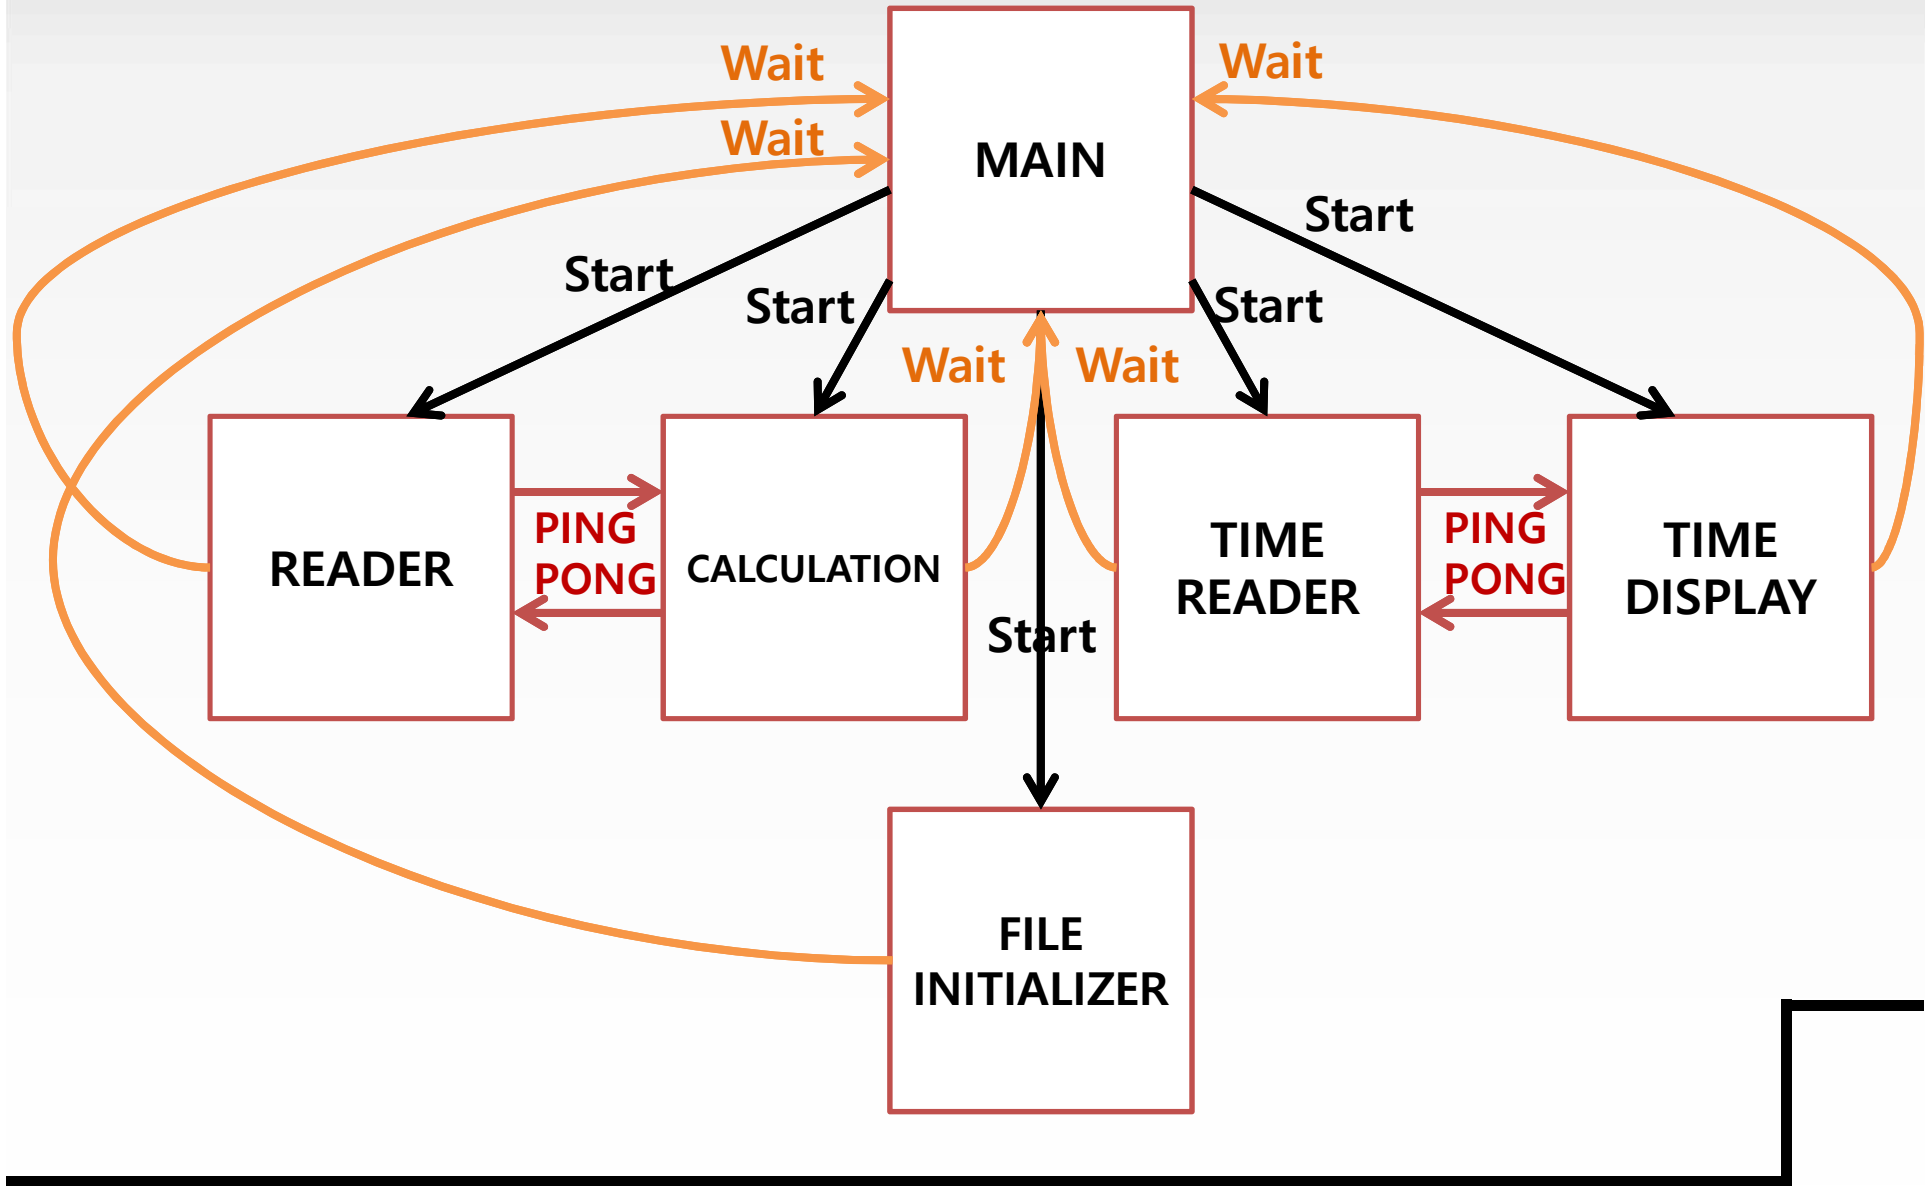 Wait
Wait
Wait
MAIN
Start
Start
Start
Start
Wait
Wait
READER
PING
PONG
CALCULATION
TIME
READER
PING
PONG
TIME
DISPLAY
Start
FILE
INITIALIZER